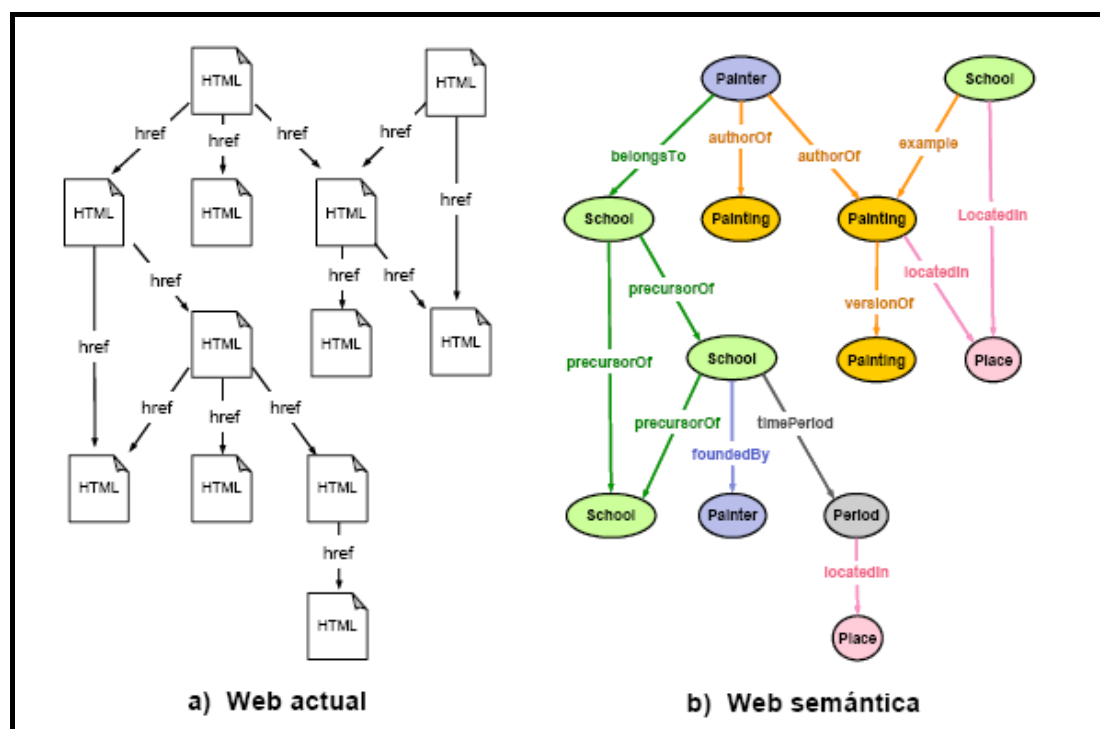 HTML
HTML
href
href
href
href
HTML
HTML
HTML
href
href
href
href
HTML
HTML
HTML
href
href
href
href
HTML
HTML
HTML
href
HTML
a) Web actual
Painter
School
belongsTo
authorOf
authorOf
example
School
Painting
Painting
LocatedIn
locatedIn
precursorOf
versionOf
School
Painting
Place
precursorOf
precursorOf
timePeriod
foundedBy
School
Painter
Period
locatedIn
Place
b) Web semántica